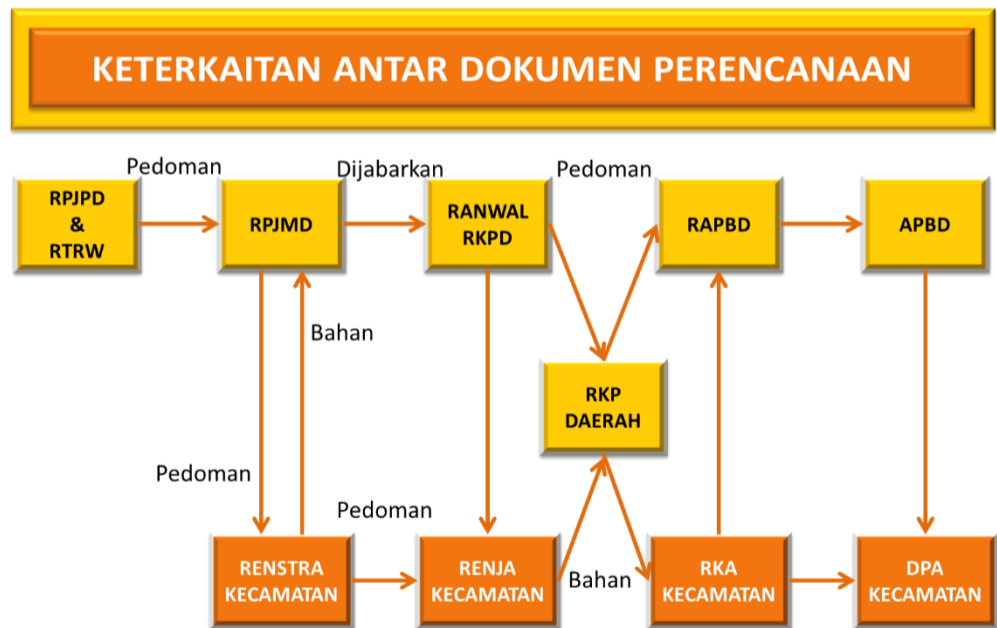 KETERKAITAN ANTAR DOKUMEN PERENCANAAN
Pedoman
Dijabarkan
Pedoman
RPJPD
&
RTRW
RPJMD
RANWAL
RKPD
RAPBD
APBD
Bahan
RKP
DAERAH
Pedoman
Pedoman
Bahan
RENSTRA
KECAMATAN
RENJA
KECAMATAN
RKA
KECAMATAN
DPA
KECAMATAN